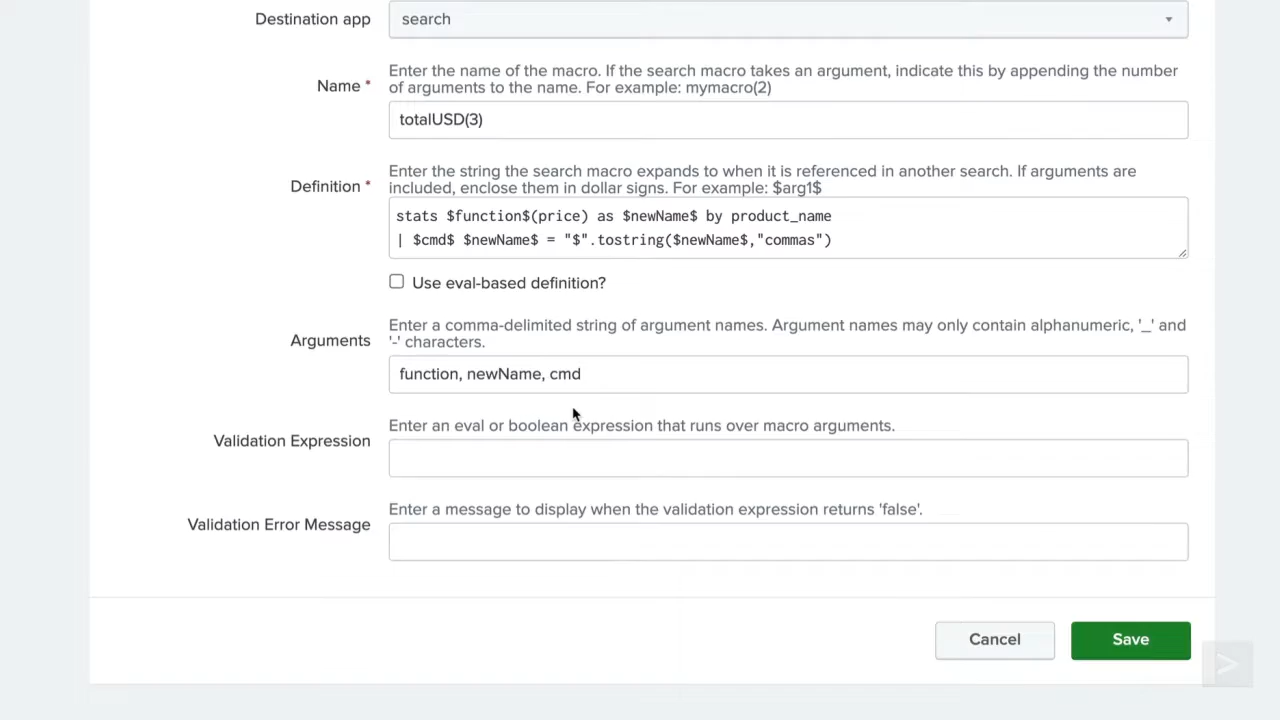 Destination app
search
Name *
Enter the name of the macro. If the search macro takes an argument, indicate this by appending the number
of arguments to the name. For example: mymacro(2)
totalUSD(3)
Definition *
Enter the string the search macro expands to when it is referenced in another search. If arguments are
included, enclose them in dollar signs. For example: $arg1$
stats $function$(price) as $newName$ by product_name
| $cmd$ $newName$ = "$".tostring($newName$,"commas")
Use eval-based definition?
Arguments
Enter a comma-delimited string of argument names. Argument names may only contain alphanumeric, '_' and
'-' characters.
function, newName, cmd
Validation Expression
Enter an eval or boolean expression that runs over macro arguments.
Validation Error Message
Enter a message to display when the validation expression returns 'false'.
Cancel
Save